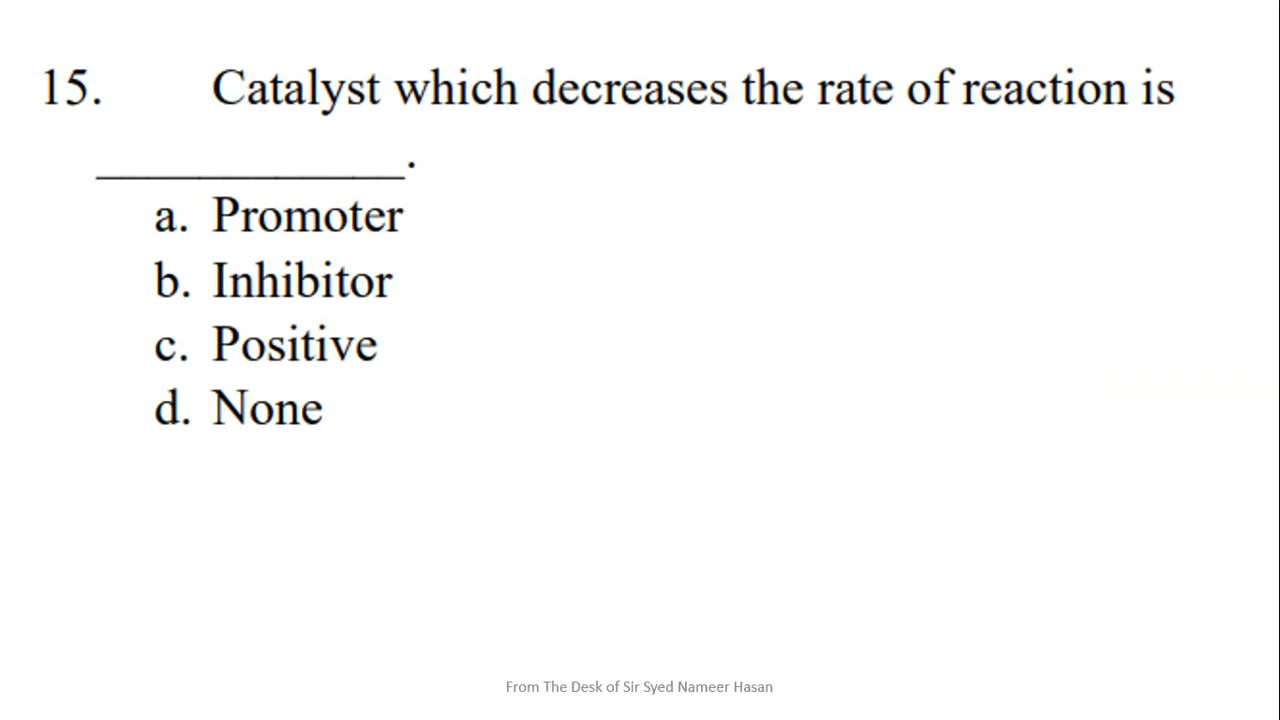 15. Catalyst which decreases the rate of reaction is
____________.
a. Promoter
b. Inhibitor
c. Positive
d. None
From The Desk of Sir Syed Nameer Hasan